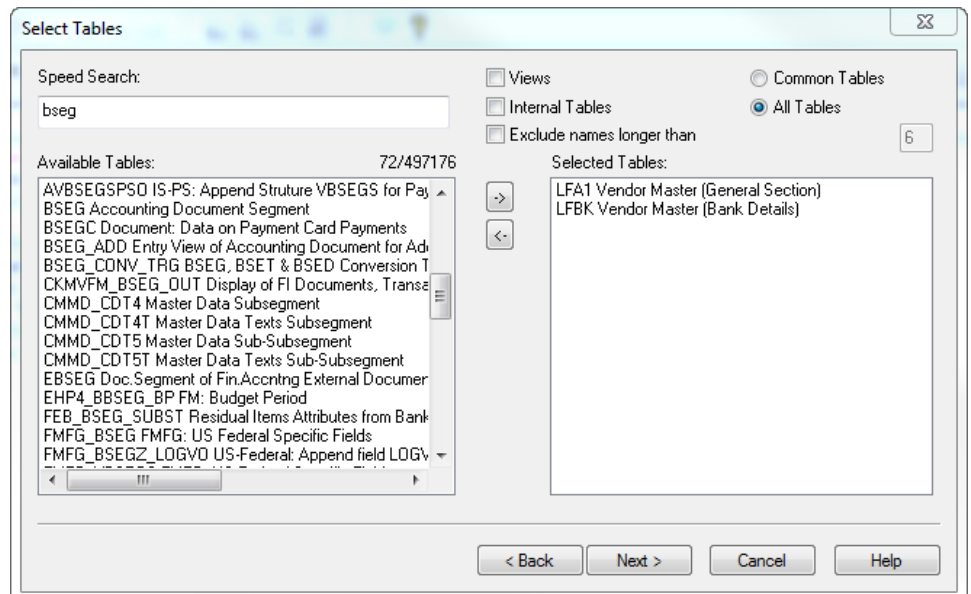 Select Tables
Speed Search:
bseg
Views
Internal Tables
Exclude names longer than
6
Common Tables
All Tables
Available Tables: 72/497176
AVBSEGSPSO IS-PS: Append Struture VBSEGS for Pay
BSEG Accounting Document Segment
BSEGC Document: Data on Payment Card Payments
BSEG_ADD Entry View of Accounting Document for Ad
BSEG_CONV_TRG BSEG, BSET & BSED Conversion T
CKMVFM_BSEG_OUT Display of FI Documents, Transa
CMMD_CDT4 Master Data Subsegment
CMMD_CDT4T Master Data Texts Subsegment
CMMD_CDT5 Master Data Sub-Subsegment
CMMD_CDT5T Master Data Texts Sub-Subsegment
EBSEG Doc.Segment of Fin.Accntng External Documen
EHP4_BBSEG_BP FM: Budget Period
FEB_BSEG_SUBST Residual Items Attributes from Bank
FMFG_BSEG FMFG: US Federal Specific Fields
FMFG_BSEGZ_LOGVO US-Federal: Append field LOGV
->
<-
Selected Tables:
LFA1 Vendor Master (General Section)
LFBK Vendor Master (Bank Details)
< Back
Next >
Cancel
Help